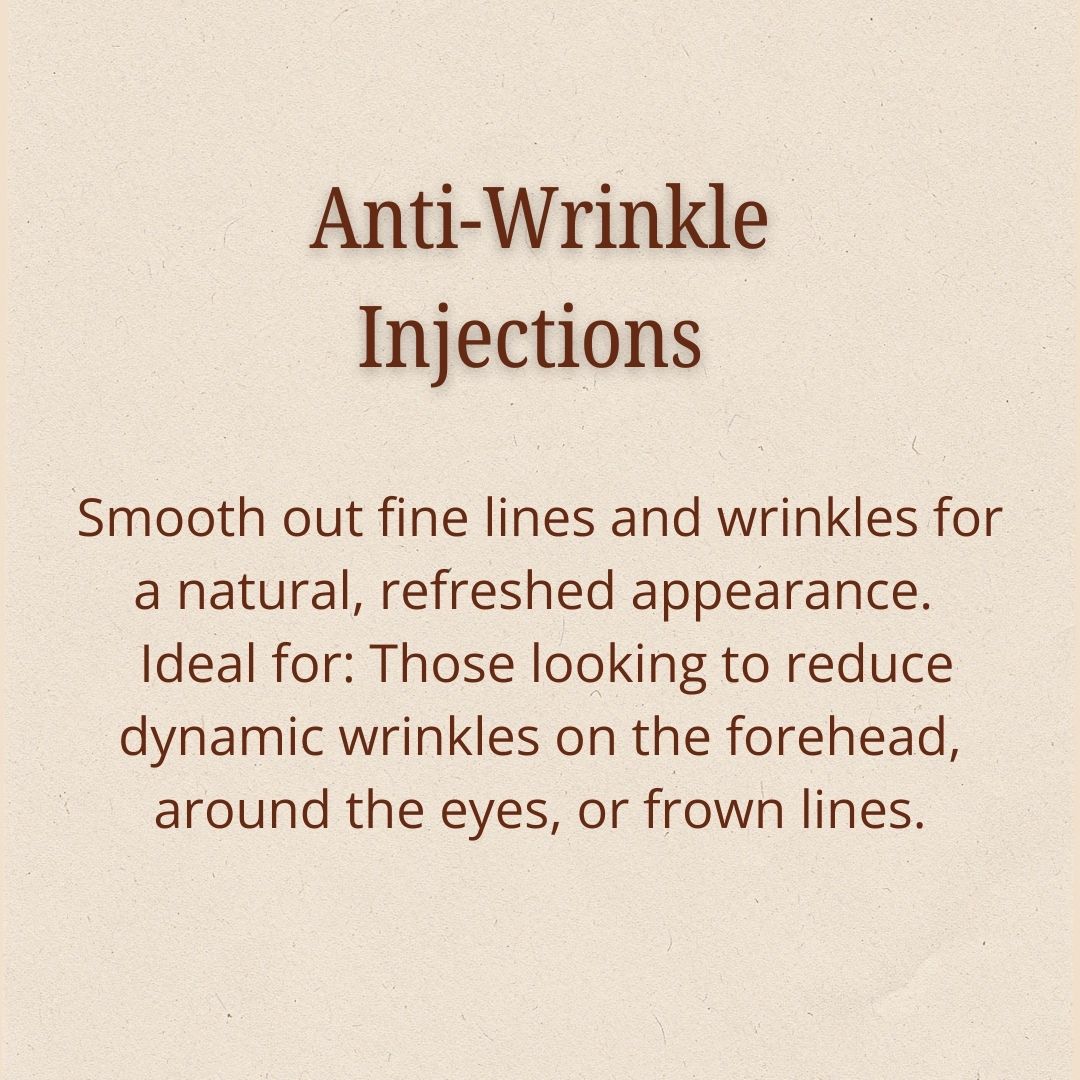 Anti-Wrinkle
Injections
Smooth out fine lines and wrinkles for
a natural, refreshed appearance.
Ideal for: Those looking to reduce
dynamic wrinkles on the forehead,
around the eyes, or frown lines.